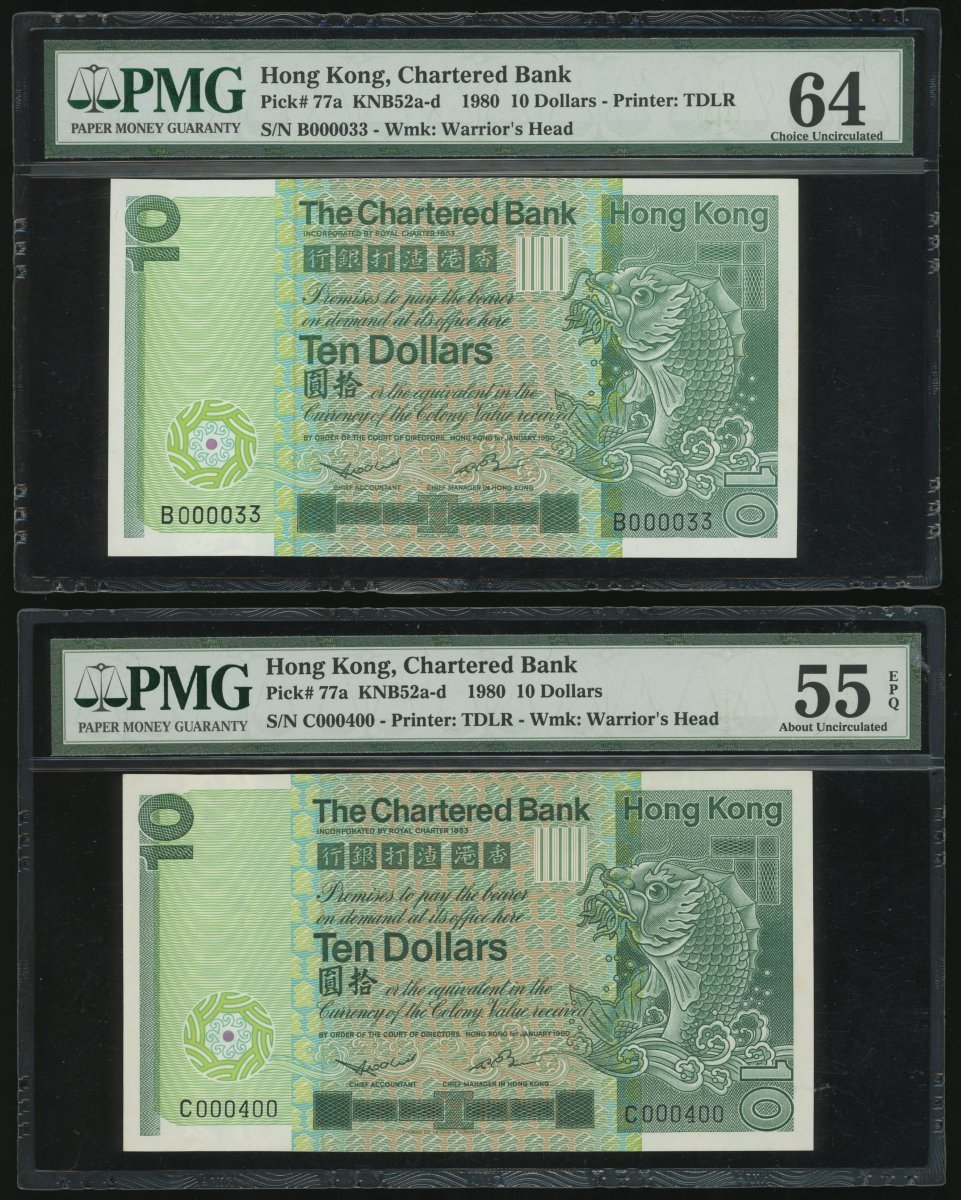 PMG
PAPER MONEY GUARANTY
Hong Kong, Chartered Bank
Pick# 77a KNB52a-d 1980 10 Dollars - Printer: TDLR
S/N B000033 - Wmk: Warrior's Head
64
Choice Uncirculated
10
The Chartered Bank
Hong Kong
INCORPORATED BY ROYAL CHARTER 1853
行銀打渣港香
Promises to pay the bearer
on demand at its office here
Ten Dollars
圓拾 or the equivalent in the
Currency of the Colony Value received
BY ORDER OF THE COURT OF DIRECTORS. HONG KONG 1ST JANUARY 1980
CHIEF ACCOUNTANT CHIEF MANAGER IN HONG KONG
B000033
B000033
10
PMG
PAPER MONEY GUARANTY
Hong Kong, Chartered Bank
Pick# 77a KNB52a-d 1980 10 Dollars
S/N C000400 - Printer: TDLR - Wmk: Warrior's Head
55
EPQ
About Uncirculated
10
The Chartered Bank
Hong Kong
INCORPORATED BY ROYAL CHARTER 1853
行銀打渣港香
Promises to pay the bearer
on demand at its office here
Ten Dollars
圓拾 or the equivalent in the
Currency of the Colony Value received
BY ORDER OF THE COURT OF DIRECTORS. HONG KONG 1ST JANUARY 1980
CHIEF ACCOUNTANT CHIEF MANAGER IN HONG KONG
C000400
C000400
10